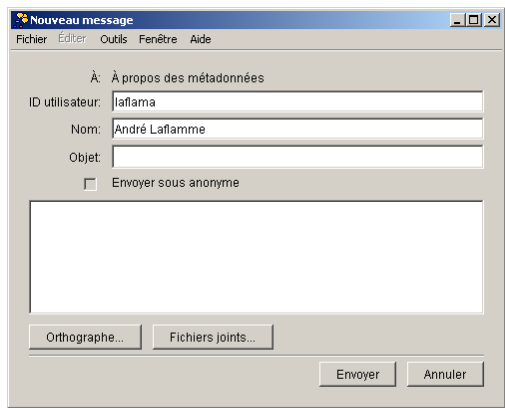 Nouveau message
Fichier Éditer Outils Fenêtre Aide
À: À propos des métadonnées
ID utilisateur: laflama
Nom: André Laflamme
Objet:
Envoyer sous anonyme
Orthographe... Fichiers joints...
Envoyer Annuler